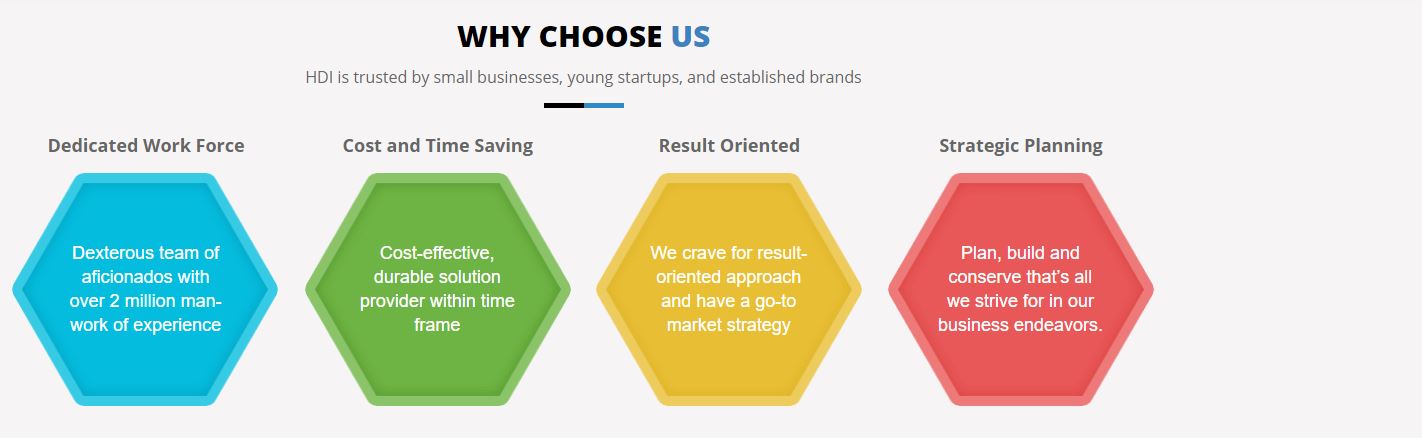 WHY CHOOSE US
HDI is trusted by small businesses, young startups, and established brands
Dedicated Work Force
Dexterous team of
aficionados with
over 2 million man-
work of experience
Cost and Time Saving
Cost-effective,
durable solution
provider within time
frame
Result Oriented
We crave for result-
oriented approach
and have a go-to
market strategy
Strategic Planning
Plan, build and
conserve that’s all
we strive for in our
business endeavors.